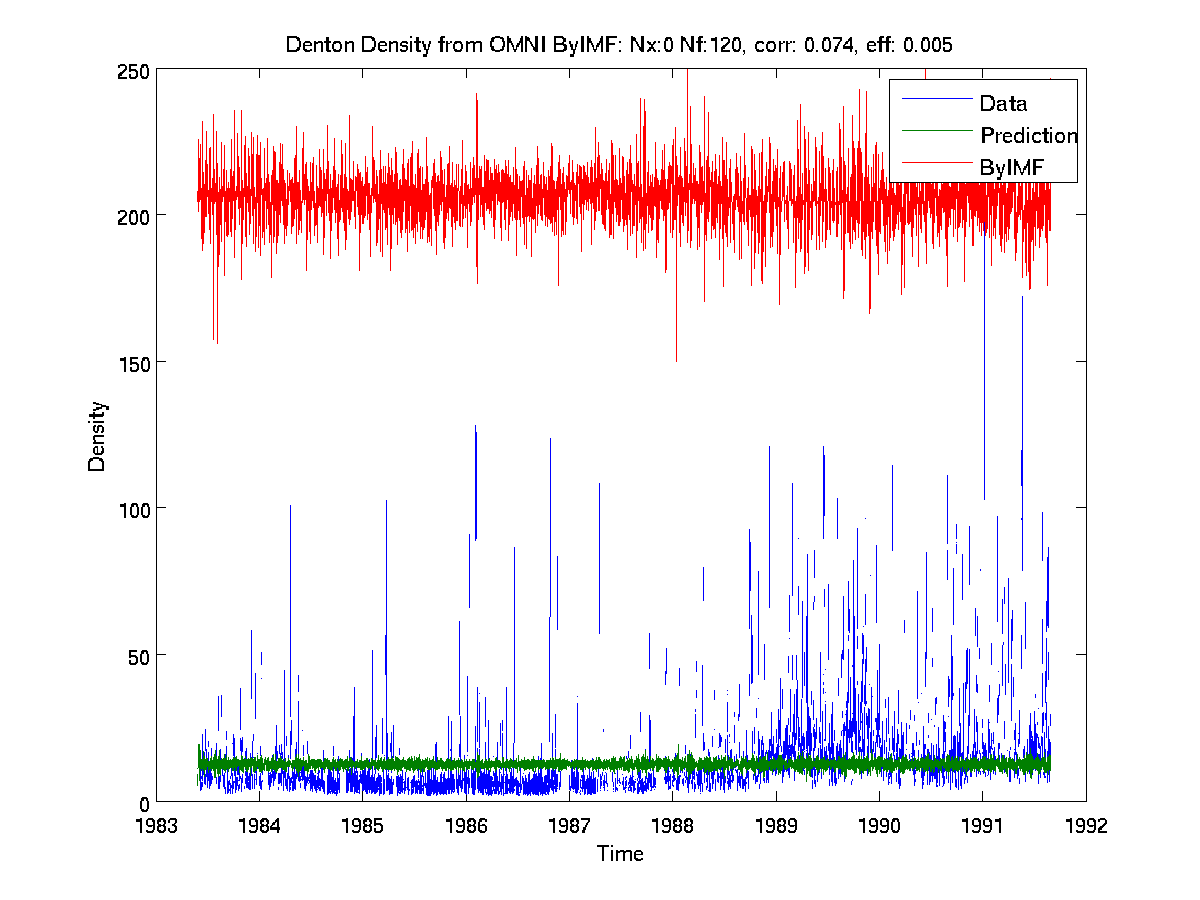 Denton Density from OMNI ByIMF: Nx:0 Nf:120, corr: 0.074, eff: 0.005
250
200
150
100
50
0
Density
Data
Prediction
ByIMF
1983 1984 1985 1986 1987 1988 1989 1990 1991 1992
Time